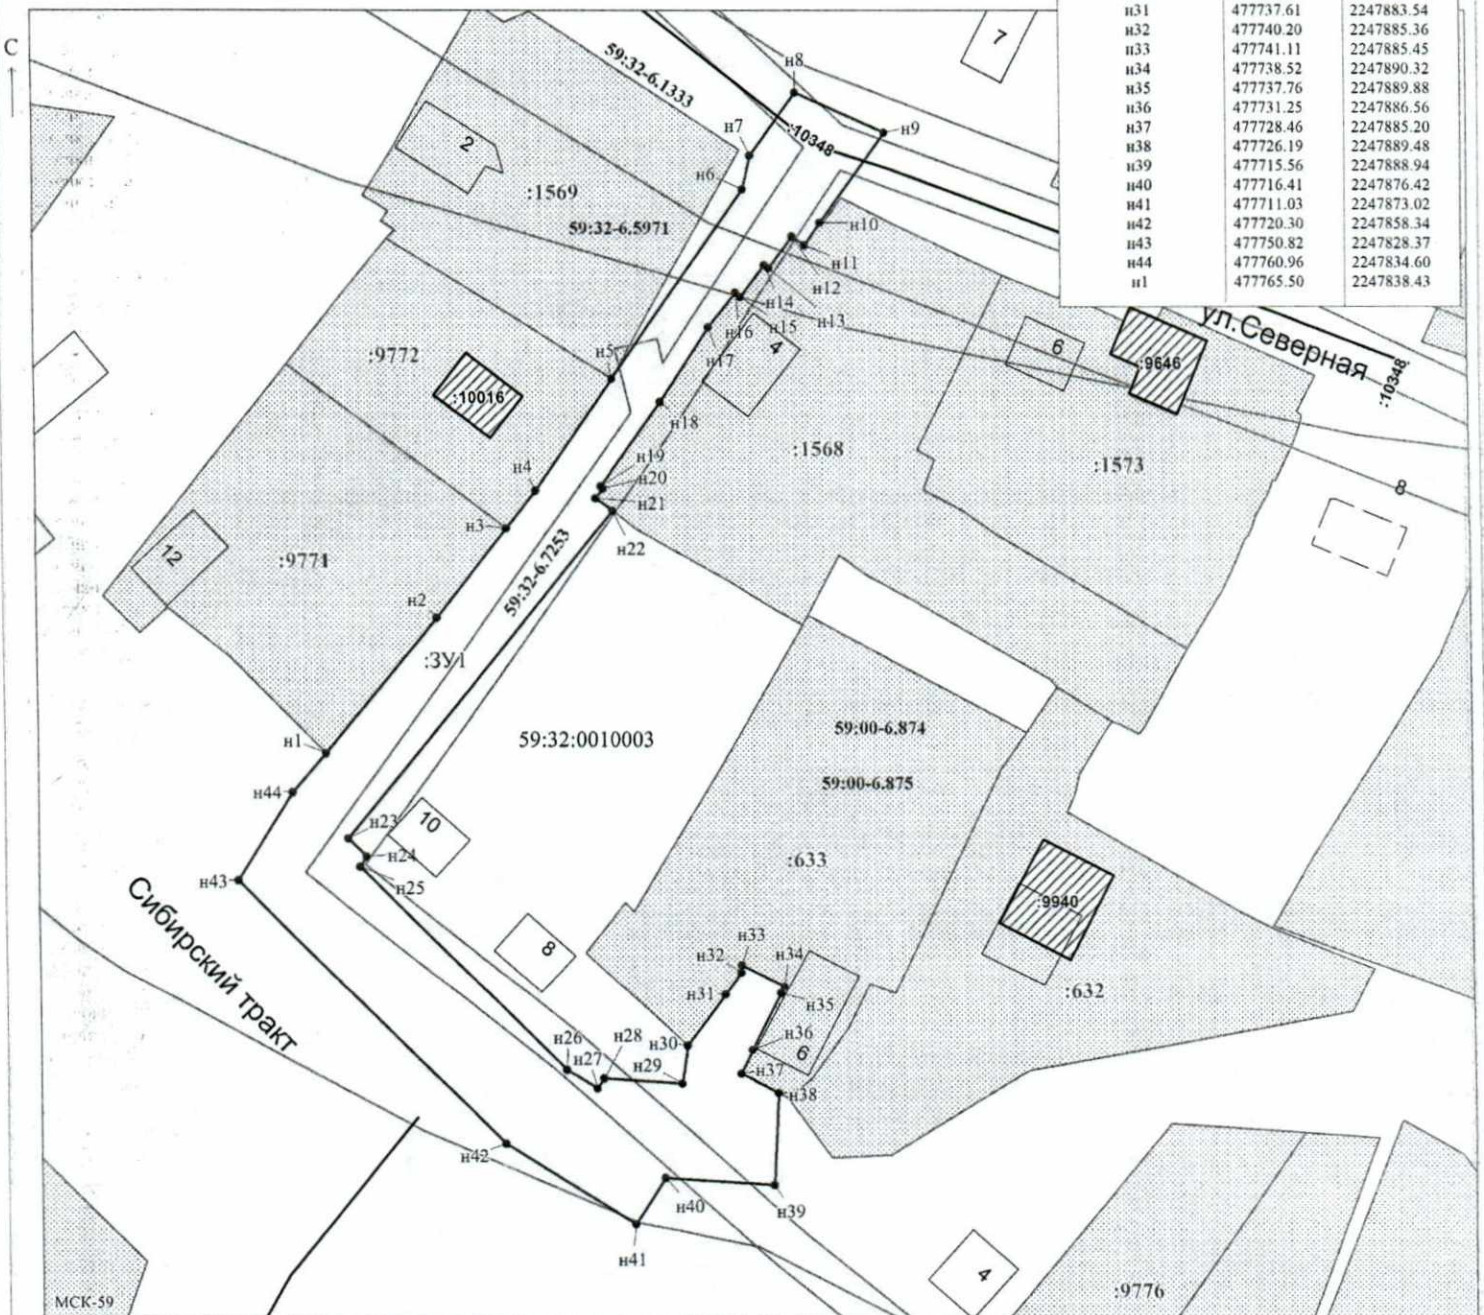 н31 477737.61 2247883.54
н32 477740.20 2247885.36
н33 477741.11 2247885.45
н34 477738.52 2247890.32
н35 477737.76 2247889.88
н36 477731.25 2247886.56
н37 477728.46 2247885.20
н38 477726.19 2247889.48
н39 477715.56 2247888.94
н40 477716.41 2247876.42
н41 477711.03 2247873.02
н42 477720.30 2247858.34
н43 477750.82 2247828.37
н44 477760.96 2247834.60
н1 477765.50 2247838.43
С
7
59:32-6.1333
н8
:10348
н9
н7
2
н6
:1569
59:32-6.5971
н10
н11
н12
н14
н13
н16
н15
н17
4
ул.Северная
6
:9646
:10348
:9772
н5
:10016
н18
:1568
:1573
н4
н19
н20
н21
8
н3
н22
12
:9771
59:32-6.7253
н2
:ЗУ1
59:32:0010003
59:00-6.874
н1
59:00-6.875
н44
н23
10
н24
н25
:633
н43
Сибирский тракт
:9940
8
н33
н32
н34
н31
н35
:632
н26
н28
н30
н36
6
н27
н29
н37
н38
н42
н40
н39
н41
4
:9776
МСК-59